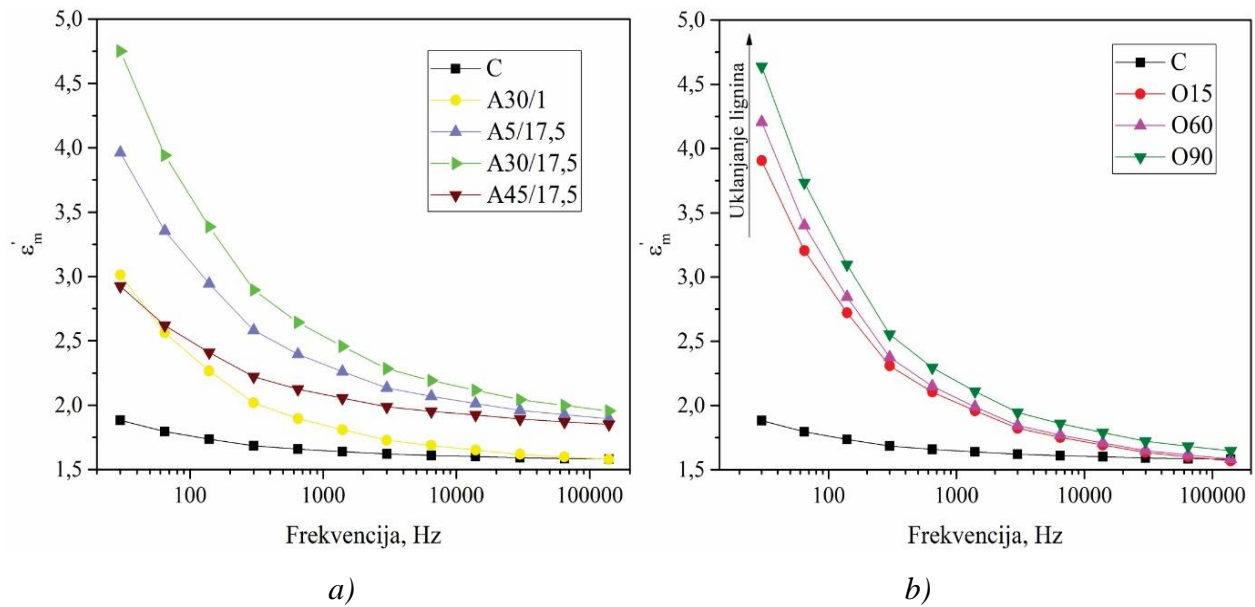 5,0
4,5
4,0
3,5
3,0
2,5
2,0
1,5
ε'm
C
A30/1
A5/17,5
A30/17,5
A45/17,5
100
1000
10000
100000
Frekvencija, Hz
a)
5,0
4,5
4,0
3,5
3,0
2,5
2,0
1,5
ε'm
Uklanjanje lignina
C
O15
O60
O90
100
1000
10000
100000
Frekvencija, Hz
b)